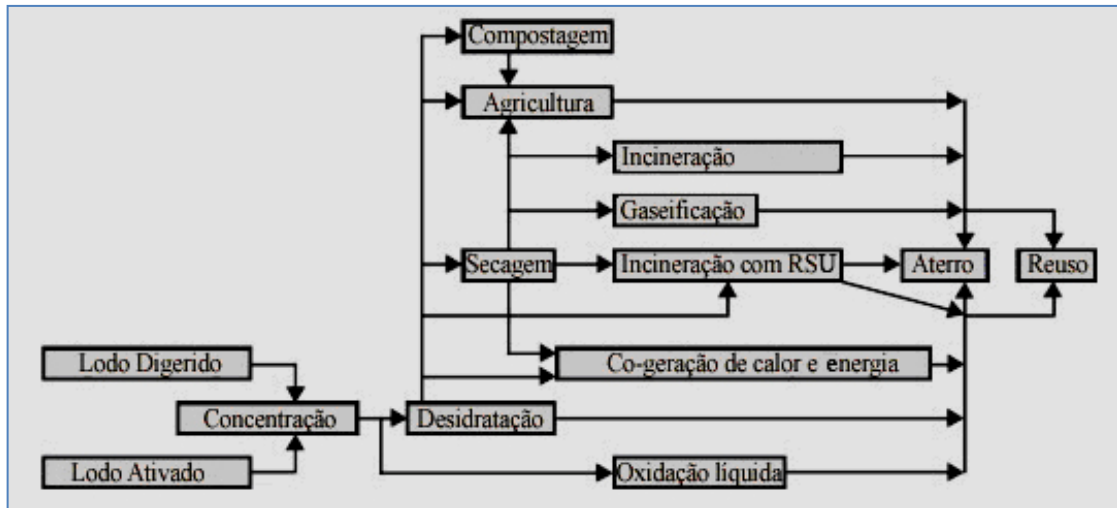 Compostagem
Agricultura
Incineração
Gaseificação
Secagem
Incineração com RSU
Aterro
Reuso
Lodo Digerido
Co-geração de calor e energia
Concentração
Desidratação
Lodo Ativado
Oxidação líquida